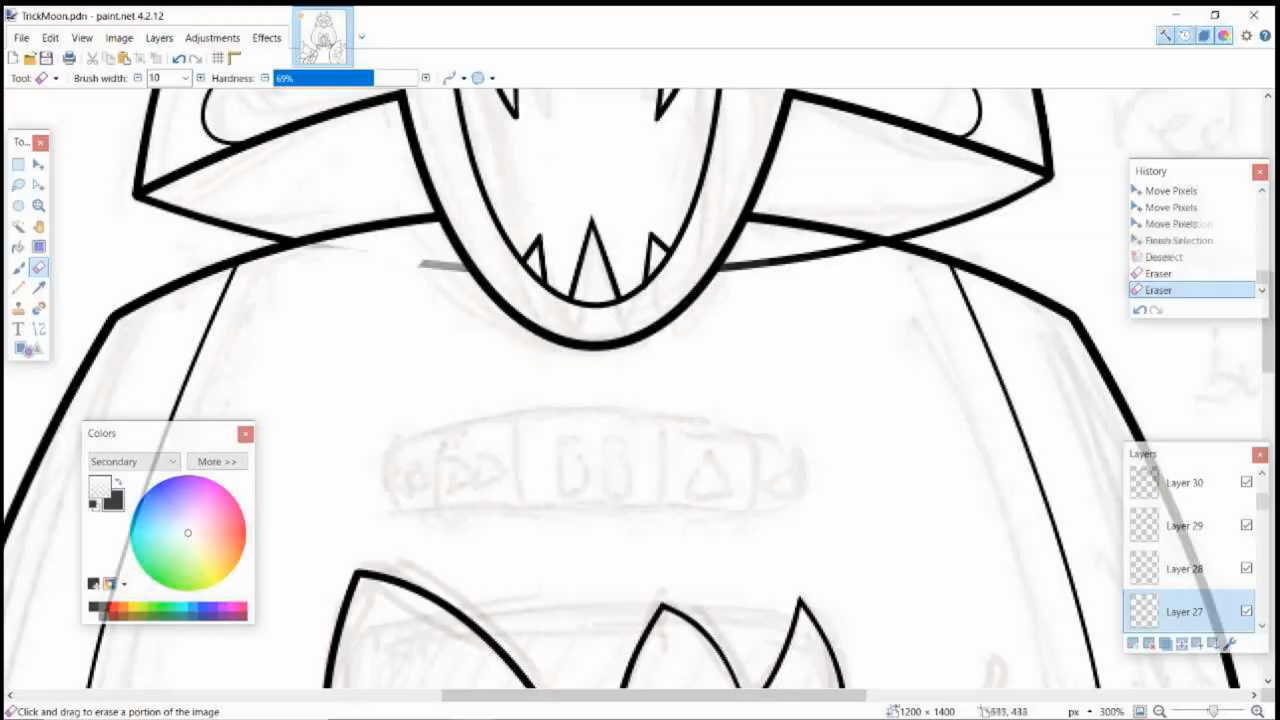 TrickMoon.pdn - paint.net 4.2.12
File Edit View Image Layers Adjustments Effects
Tool: Brush width: 10 Hardness: 69%
To...
History
Move Pixels
Move Pixels
Move Pixels
Finish Selection
Deselect
Eraser
Eraser
Colors
Secondary More >>
Layers
Layer 30
Layer 29
Layer 28
Layer 27
Click and drag to erase a portion of the image 1200 × 1400 px 300%